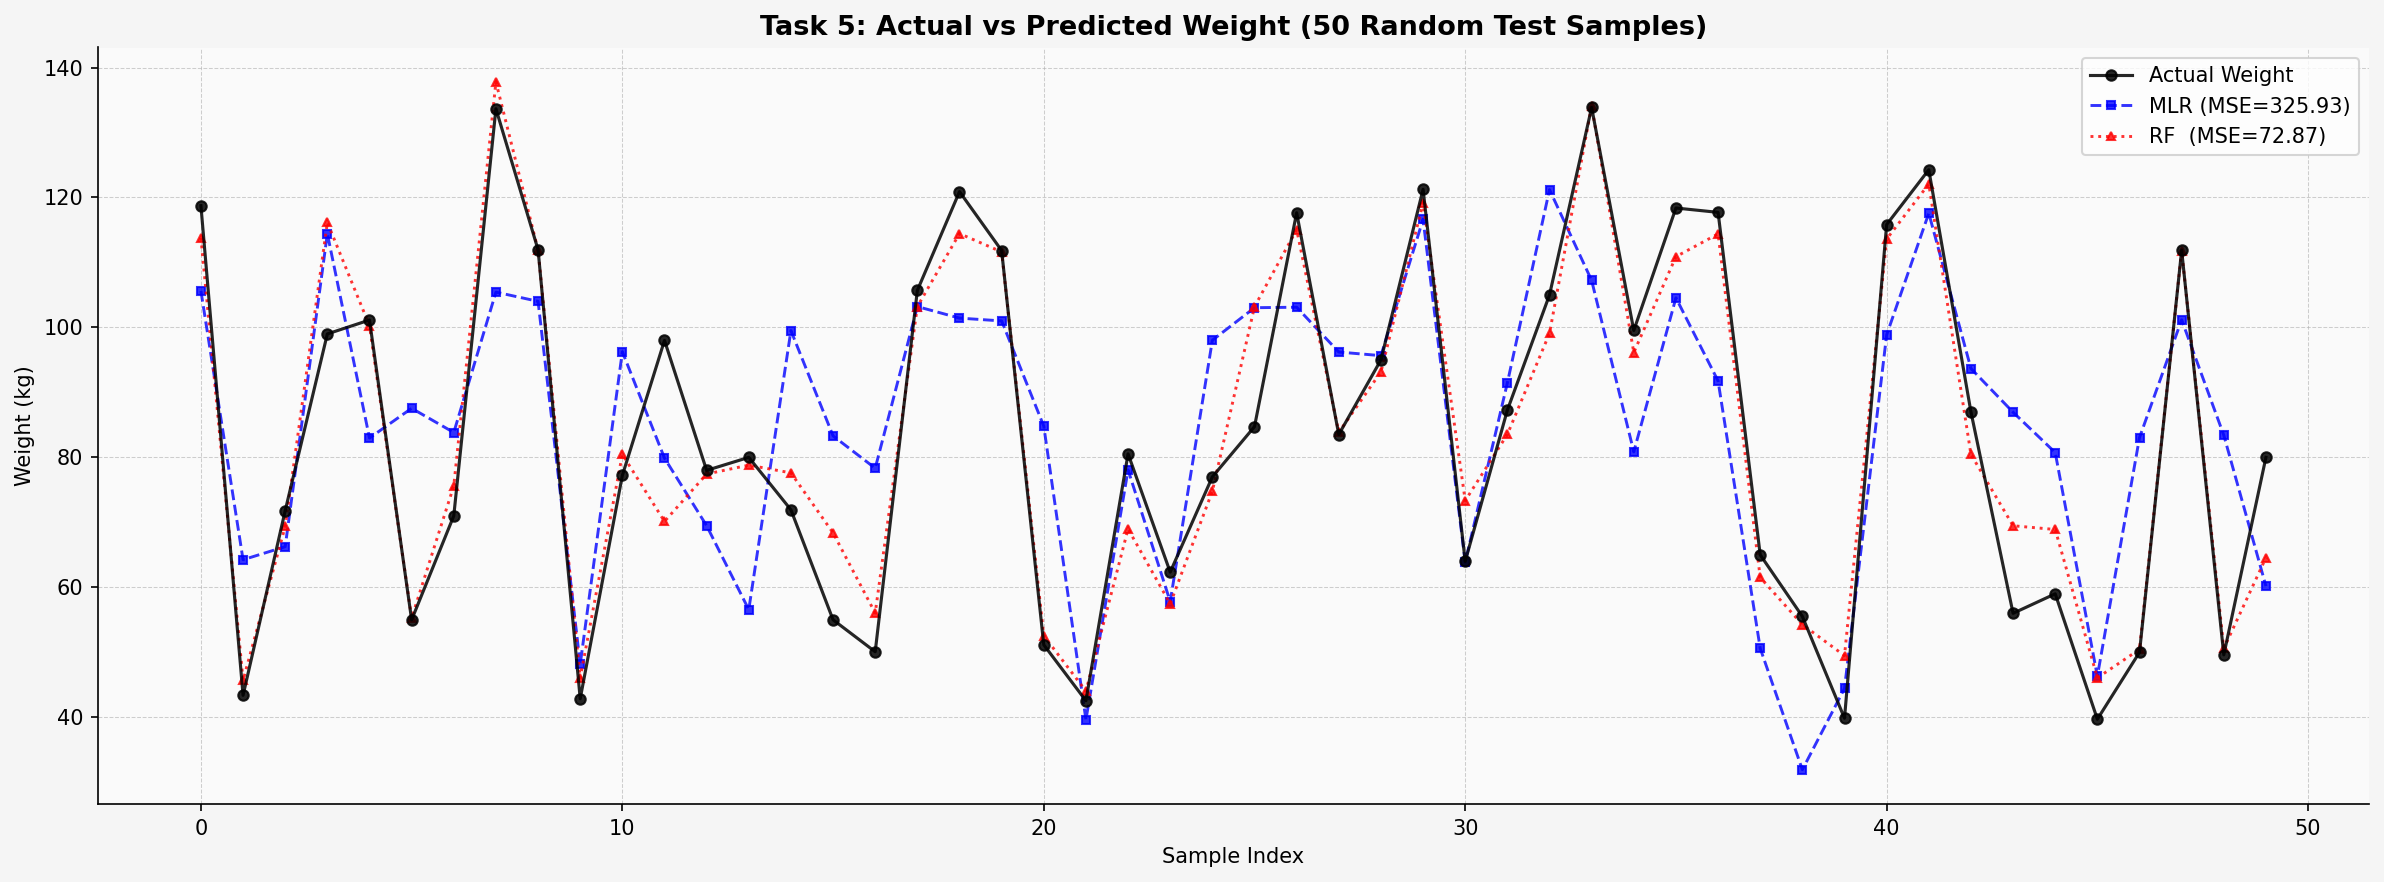 Task 5: Actual vs Predicted Weight (50 Random Test Samples)
Actual Weight
MLR (MSE=325.93)
RF  (MSE=72.87)
Weight (kg)
140
120
100
80
60
40
0 10 20 30 40 50
Sample Index